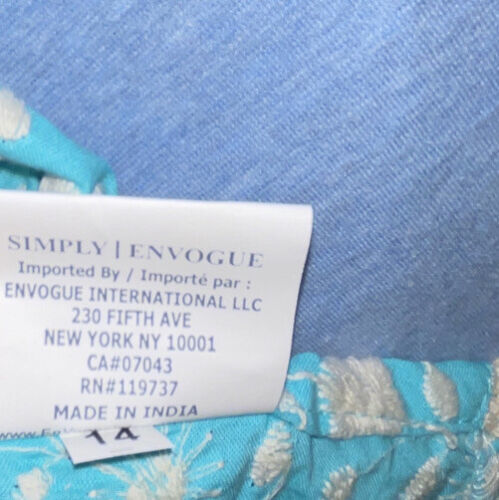 SIMPLY | ENVOGUE
Imported By / Importé par :
ENVOGUE INTERNATIONAL LLC
230 FIFTH AVE
NEW YORK NY 10001
CA#07043
RN#119737
MADE IN INDIA
14